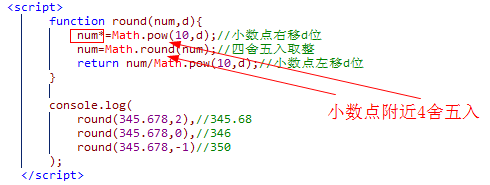 <script>
function round(num,d){
num*=Math.pow(10,d);//小数点右移d位
num=Math.round(num);//四舍五入取整
return num/Math.pow(10,d);//小数点左移d位
}
小数点附近4舍五入
console.log(
round(345.678,2),//345.68
round(345.678,0),//346
round(345.678,-1)//350
);
</script>